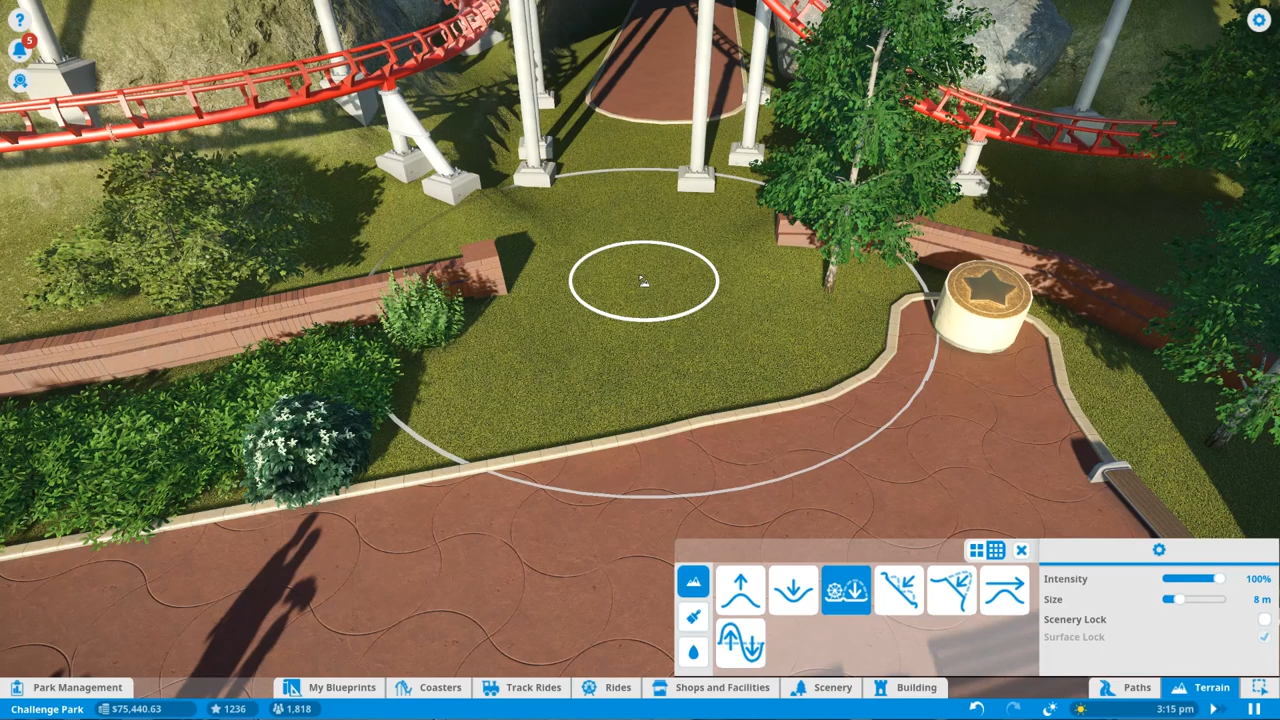 ?
5
Intensity 100%
Size 8 m
Scenery Lock
Surface Lock
Park Management My Blueprints Coasters Track Rides Rides Shops and Facilities Scenery Building Paths Terrain
Challenge Park $75,440.63 1236 1,818 3:15 pm